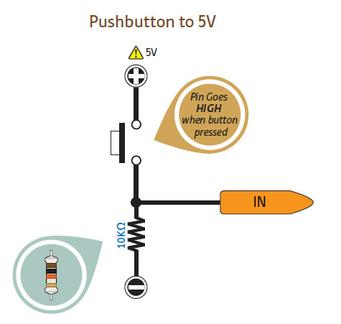 Pushbutton to 5V
5V
Pin Goes
HIGH
when button
pressed
IN
10KΩ